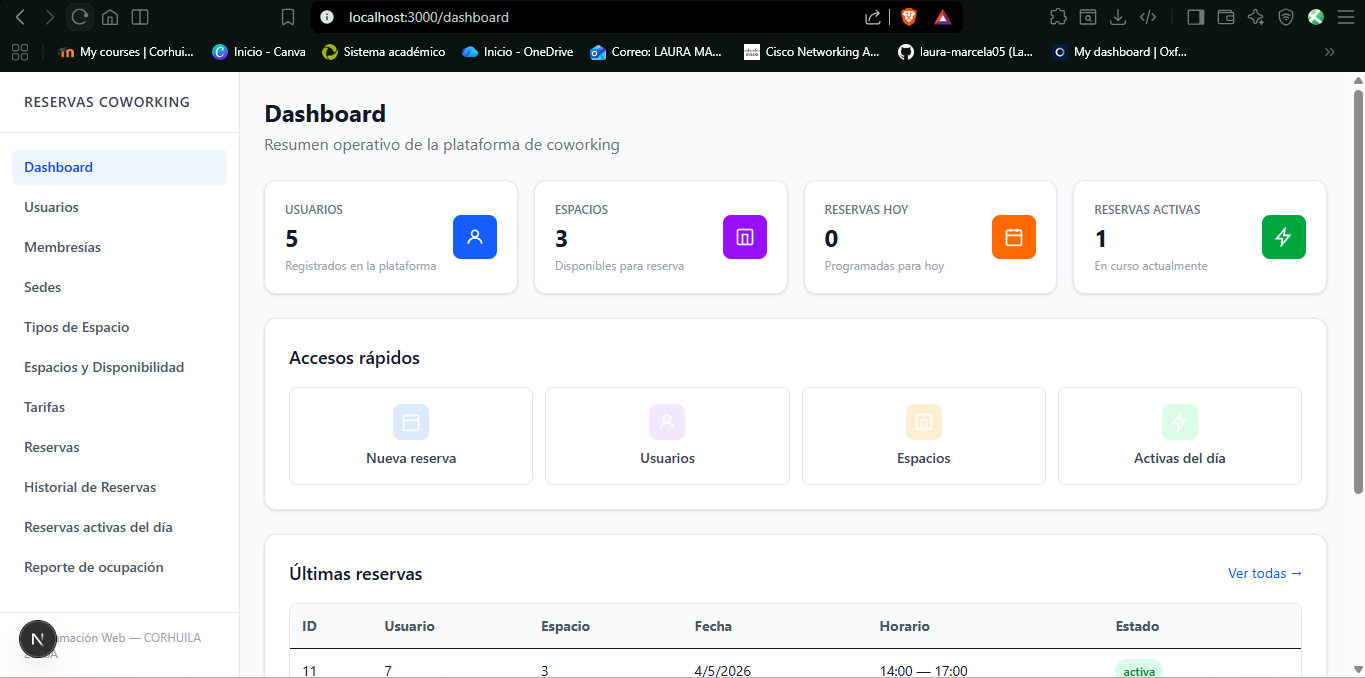 localhost:3000/dashboard
My courses | Corhui...
Inicio - Canva
Sistema académico
Inicio - OneDrive
Correo: LAURA MA...
Cisco Networking A...
laura-marcela05 (La...
My dashboard | Oxf...
RESERVAS COWORKING
Dashboard
Usuarios
Membresías
Sedes
Tipos de Espacio
Espacios y Disponibilidad
Tarifas
Reservas
Historial de Reservas
Reservas activas del día
Reporte de ocupación
N
mación Web — CORHUILA
Dashboard
Resumen operativo de la plataforma de coworking
USUARIOS
5
Registrados en la plataforma
ESPACIOS
3
Disponibles para reserva
RESERVAS HOY
0
Programadas para hoy
RESERVAS ACTIVAS
1
En curso actualmente
Accesos rápidos
Nueva reserva
Usuarios
Espacios
Activas del día
Últimas reservas
Ver todas →
ID Usuario Espacio Fecha Horario Estado
11 7 3 4/5/2026 14:00 — 17:00 activa